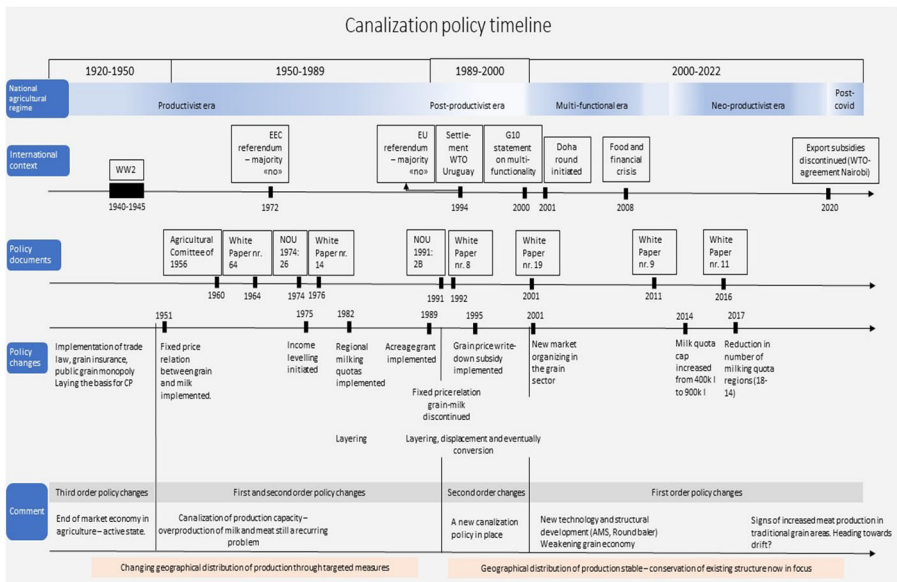 Canalization policy timeline
1920-1950
1950-1989
1989-2000
2000-2022
National
agricultural
regime
Productivist era
Post-productivist era
Multi-functional era
Neo-productivist era
Post-
covid
International
context
WW2
EEC
referendum
– majority
«no»
EU
referendum
– majority
«no»
Settle-
ment
WTO
Uruguay
G10
statement
on multi-
functionality
Doha
round
initiated
Food and
financial
crisis
Export subsidies
discontinued (WTO-
agreement Nairobi)
1940-1945
1972
1994
2000
2001
2008
2020
Policy
documents
Agricultural
Comittee of
1956
White
Paper nr.
64
NOU
1974:
26
White
Paper nr.
14
NOU
1991:
2B
White
Paper
nr. 8
White
Paper
nr. 19
White
Paper
nr. 9
White
Paper
nr. 11
1960
1964
1974
1976
1991
1992
2001
2011
2016
Policy
changes
1951
1975
1982
1989
1995
2001
2014
2017
Implementation of trade
law, grain insurance,
public grain monopoly
Laying the basis for CP
Fixed price
relation
between grain
and milk
implemented.
Income
levelling
initiated
Regional
milking
quotas
implemented
Acreage grant
implemented
Grain price write-
down subsidy
implemented
New market
organizing in
the grain
sector
Milk quota
cap
increased
from 400k l
to 900k l
Reduction in
number of
milking quota
regions (18-
14)
Fixed price relation
grain-milk
discontinued
Layering
Layering, displacement and eventually
conversion
Comment
Third order policy changes
First and second order policy changes
Second order changes
First order policy changes
End of market economy in
agriculture – active state.
Canalization of production capacity –
overproduction of milk and meat still a recurring
problem
A new canalization
policy in place
New technology and structural
development (AMS, Round baler)
Weakening grain economy
Signs of increased meat production in
traditional grain areas. Heading towards
drift?
Changing geographical distribution of production through targeted measures
Geographical distribution of production stable – conservation of existing structure now in focus